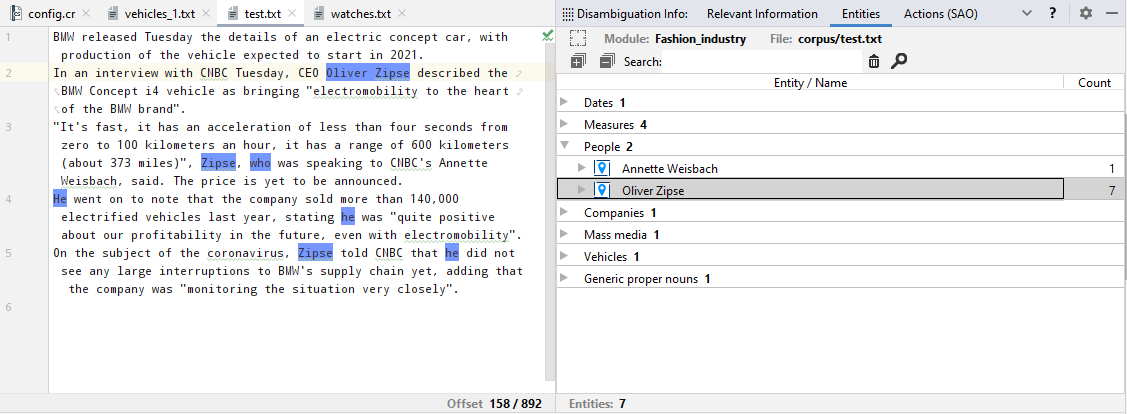 config.cr vehicles_1.txt test.txt watches.txt
1 BMW released Tuesday the details of an electric concept car, with
production of the vehicle expected to start in 2021.
2 In an interview with CNBC Tuesday, CEO Oliver Zipse described the
BMW Concept i4 vehicle as bringing "electromobility to the heart
of the BMW brand".
3 "It's fast, it has an acceleration of less than four seconds from
zero to 100 kilometers an hour, it has a range of 600 kilometers
(about 373 miles)", Zipse, who was speaking to CNBC's Annette
Weisbach, said. The price is yet to be announced.
4 He went on to note that the company sold more than 140,000
electrified vehicles last year, stating he was "quite positive
about our profitability in the future, even with electromobility".
5 On the subject of the coronavirus, Zipse told CNBC that he did not
see any large interruptions to BMW's supply chain yet, adding that
the company was "monitoring the situation very closely".
6
Offset 158 / 892
Disambiguation Info: Relevant Information Entities Actions (SAO) ?
Module: Fashion_industry File: corpus/test.txt
Search:
Entity / Name Count
Dates 1
Measures 4
People 2
Annette Weisbach 1
Oliver Zipse 7
Companies 1
Mass media 1
Vehicles 1
Generic proper nouns 1
Entities: 7